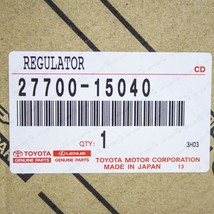 REGULATOR
CD
27700-15040
QTY: 1 3H03
TOYOTA LEXUS
GENUINE PARTS GENUINE PARTS
TOYOTA MOTOR CORPORATION
MADE IN JAPAN 13